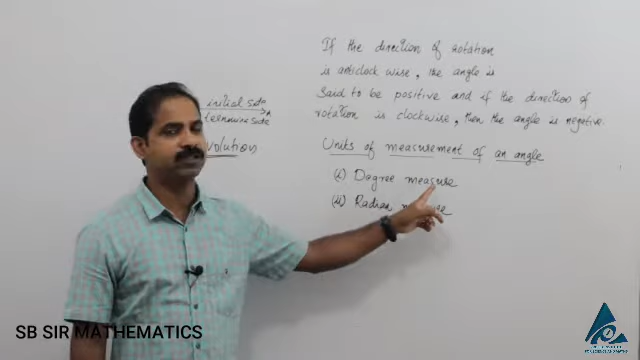 If the direction of rotation
is anticlock wise, the angle is
said to be positive and if the direction of
rotation is clockwise, then the angle is negative.
initial side
A
terminal side
volution
Units of measurement of an angle
(i) Degree measure
(ii) Radian
SB SIR MATHEMATICS